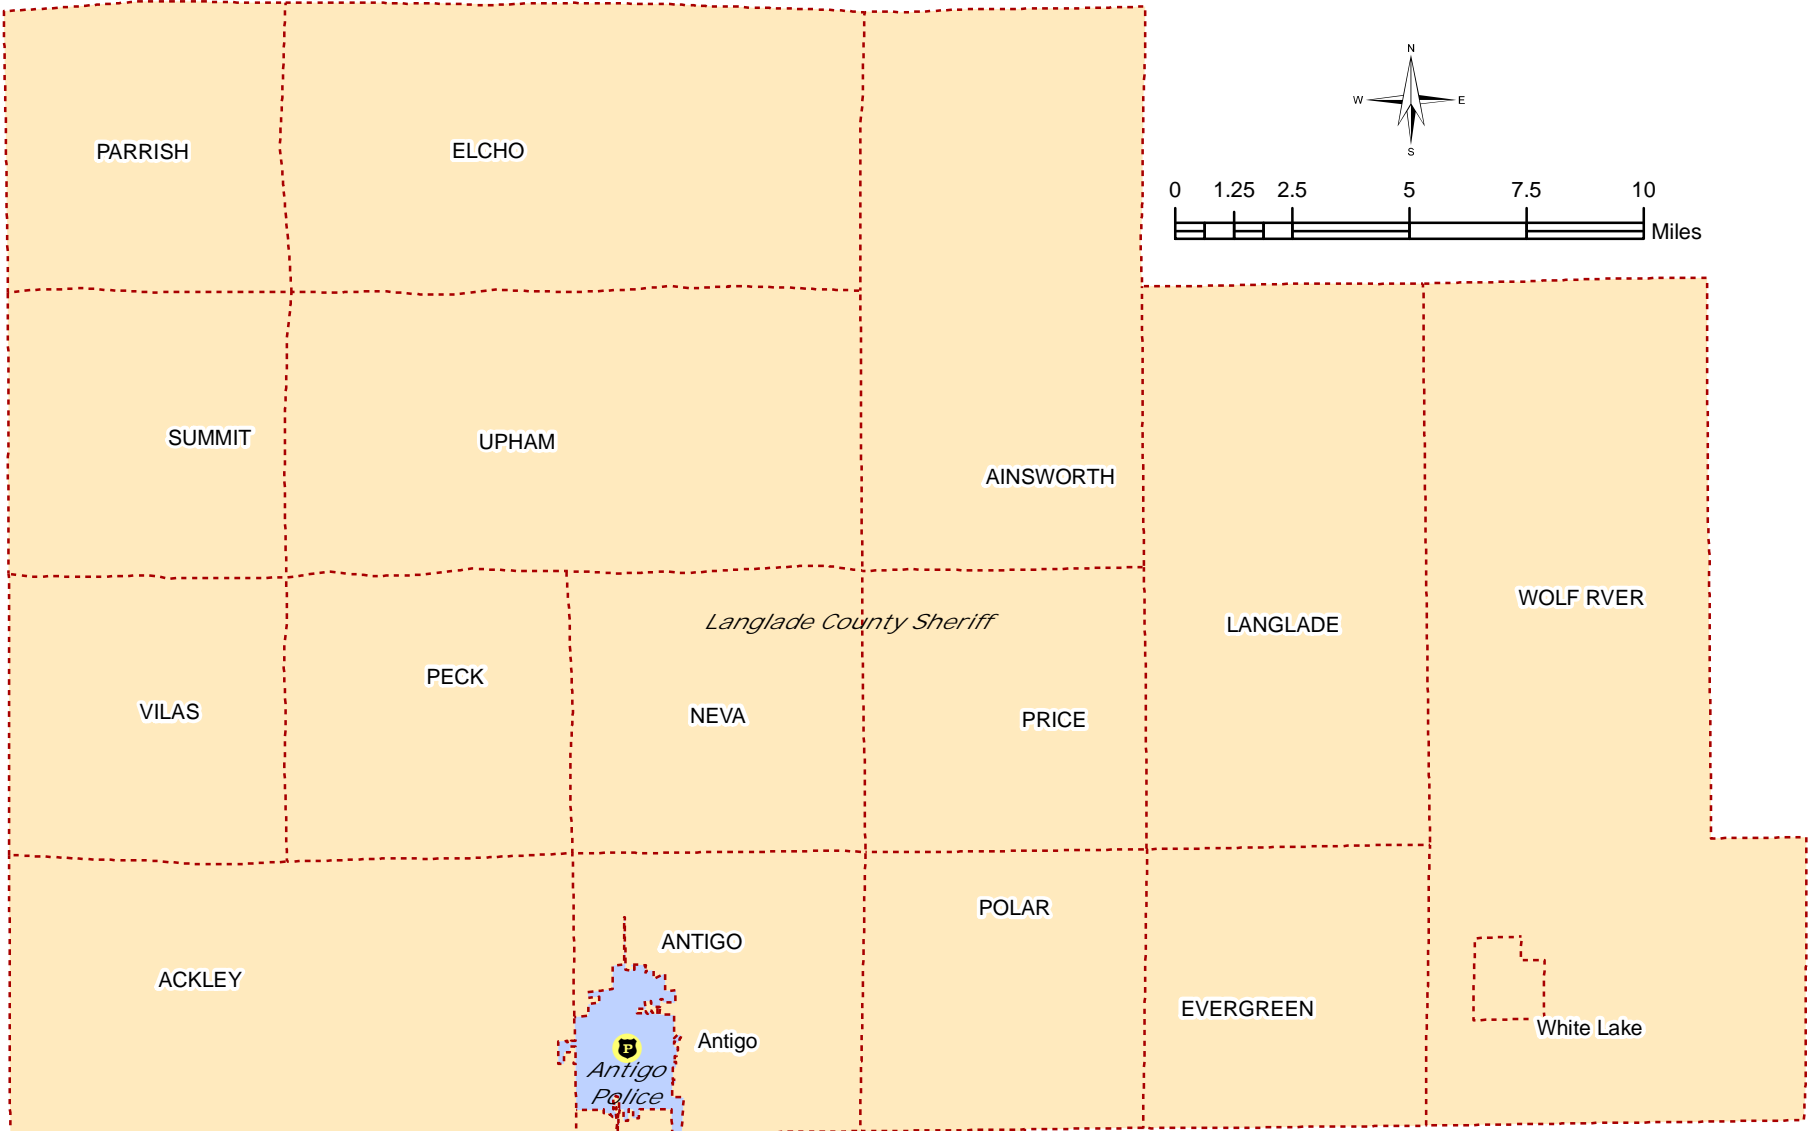 N
W E
S
0 1.25 2.5 5 7.5 10
Miles
PARRISH
ELCHO
SUMMIT
UPHAM
AINSWORTH
WOLF RVER
Langlade County Sheriff
LANGLADE
PECK
VILAS
NEVA
PRICE
POLAR
ANTIGO
ACKLEY
EVERGREEN
White Lake
Antigo
P
Antigo
Police